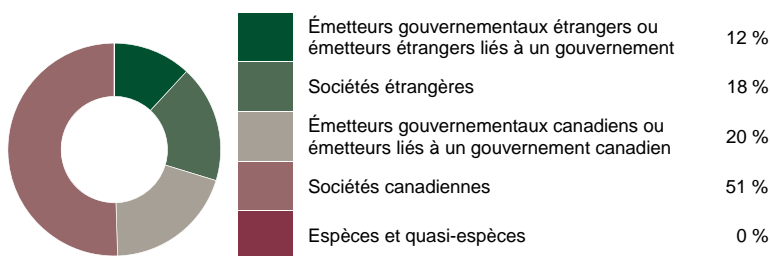 Émetteurs gouvernementaux étrangers ou
émetteurs étrangers liés à un gouvernement 12 %
Sociétés étrangères 18 %
Émetteurs gouvernementaux canadiens ou
émetteurs liés à un gouvernement canadien 20 %
Sociétés canadiennes 51 %
Espèces et quasi-espèces 0 %